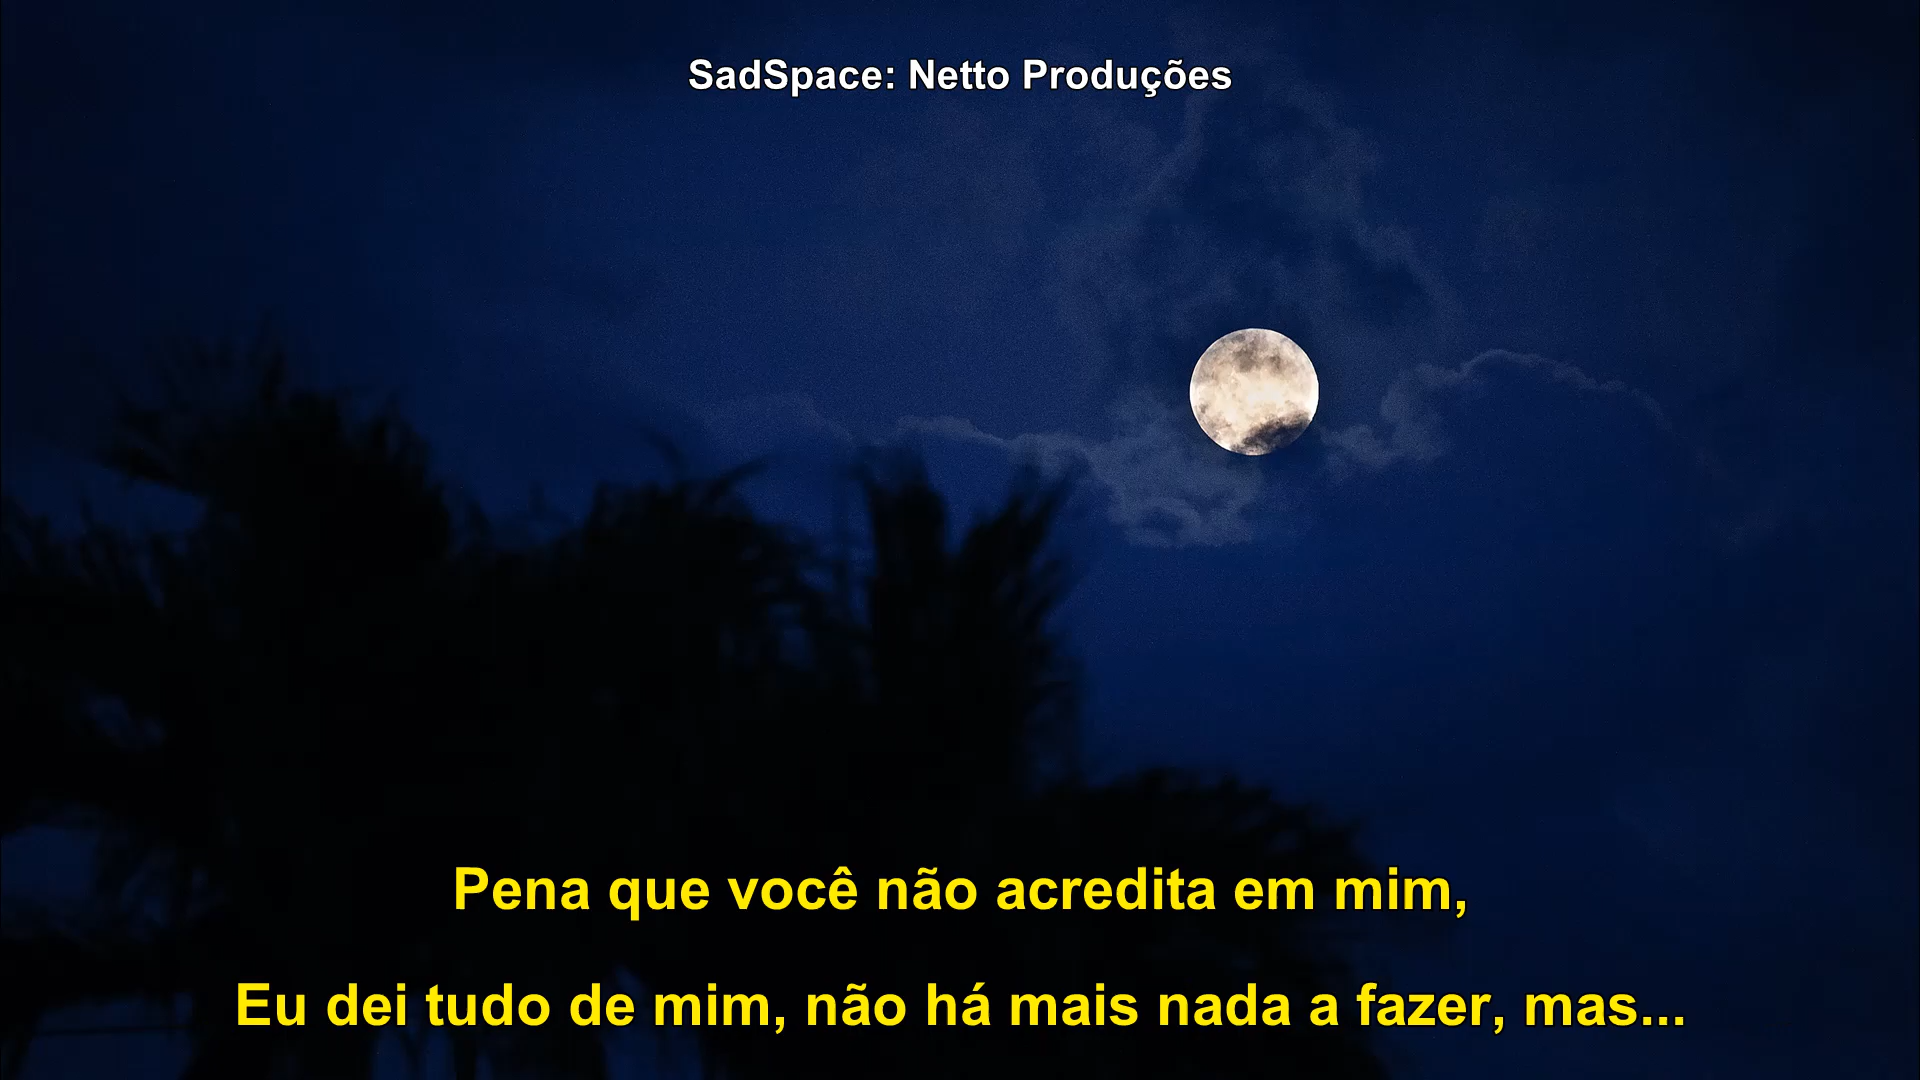 SadSpace: Netto Produções
Pena que você não acredita em mim,
Eu dei tudo de mim, não há mais nada a fazer, mas...